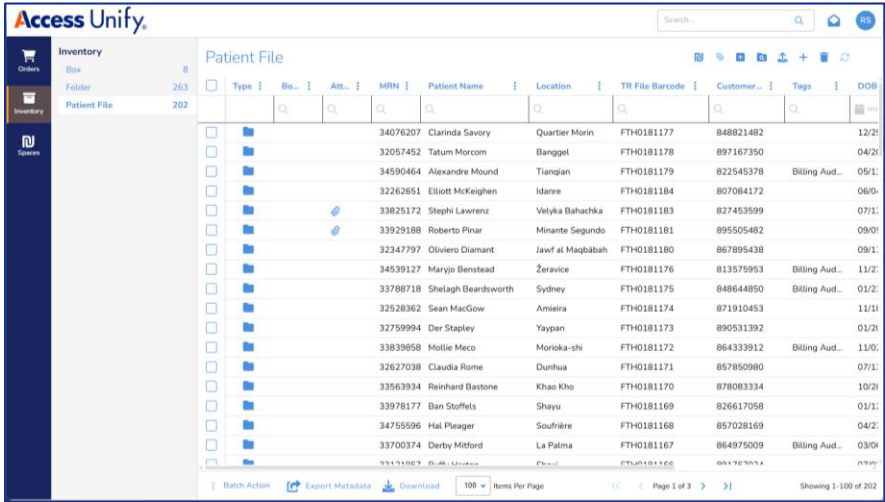 Access Unify®
Search...
RS
Orders
Inventory
Spaces
Inventory
Box 8
Folder 263
Patient File 202
Patient File
Type Bo... Att... MRN Patient Name Location TR File Barcode Customer... Tags DOB
34076207 Clarinda Savory Quartier Morin FTH0181177 848821482
32057452 Tatum Morcom Banggel FTH0181178 897167350
34590464 Alexandre Mound Tianqian FTH0181179 822545378 Billing Aud...
32262651 Elliott McKeighen Idanre FTH0181184 807084172
33825172 Stephi Lawrenz Velyka Bahachka FTH0181183 827453599
33929188 Roberto Pinar Minante Segundo FTH0181181 895505482
32347797 Oliviero Diamant Jawf al Maqbābah FTH0181180 867895438
34539127 Maryjo Benstead Žeravice FTH0181176 813575953 Billing Aud...
33788718 Shelagh Beardsworth Sydney FTH0181175 848644850 Billing Aud...
32528362 Sean MacGow Amieira FTH0181174 871910453
32759994 Der Stapley Yaypan FTH0181173 890531392
33839858 Mollie Meco Morioka-shi FTH0181172 864333912 Billing Aud...
32627038 Claudia Rome Dunhua FTH0181171 857850980
33563934 Reinhard Bastone Khao Kho FTH0181170 878083334
33978177 Ban Stoffels Shayu FTH0181169 826617058
34755596 Hal Pleager Soufrière FTH0181168 857028169
33700374 Derby Mitford La Palma FTH0181167 864975009 Billing Aud...
Batch Action Export Metadata Download 100 Items Per Page Page 1 of 3 Showing 1-100 of 202